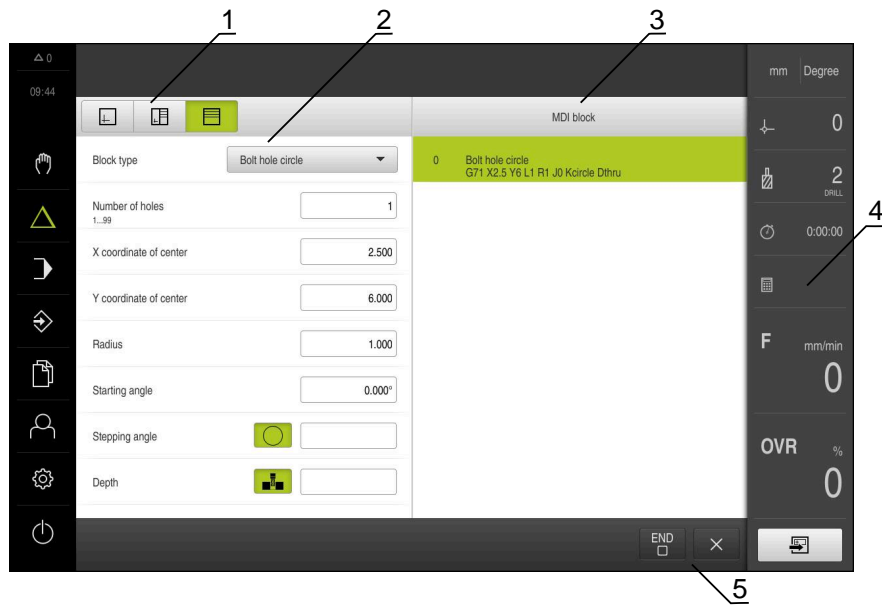 1
2
3
0
09:44
mm Degree
MDI block
0
Block type
Bolt hole circle
0 Bolt hole circle
G71 X2.5 Y6 L1 R1 J0 Kcircle Dthru
2
DRILL
Number of holes
1...99
1
4
0:00:00
X coordinate of center
2.500
Y coordinate of center
6.000
Radius
1.000
F mm/min
0
Starting angle
0.000°
Stepping angle
OVR %
0
Depth
END
5